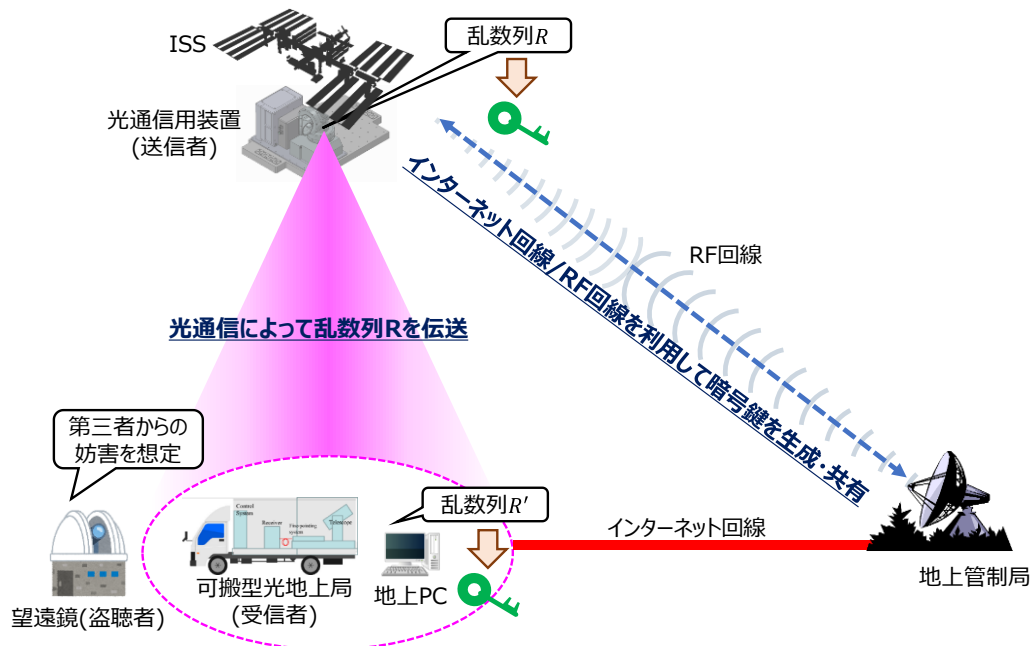 ISS
乱数列R
光通信用装置
(送信者)
インターネット回線/RF回線を利用して暗号鍵を生成・共有
RF回線
光通信によって乱数列Rを伝送
第三者からの
妨害を想定
Control
System
Receiver
Fine pointing
system
Telescope
乱数列R′
インターネット回線
望遠鏡(盗聴者)
可搬型光地上局
(受信者)
地上PC
地上管制局